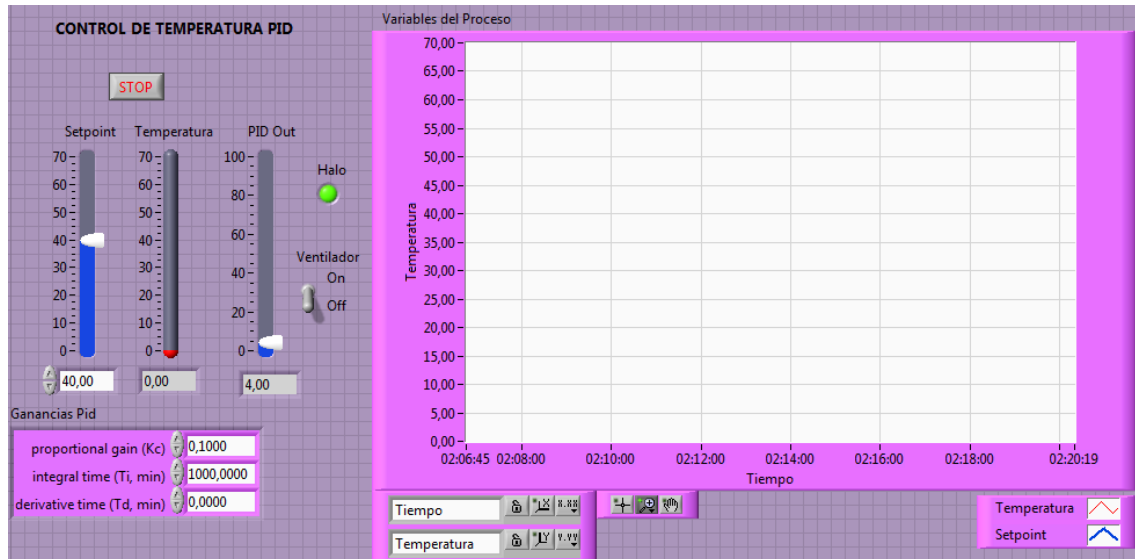 CONTROL DE TEMPERATURA PID
STOP
Setpoint Temperatura PID Out
70 70 100
60 60 80
50 50 60
40 40 40
30 30 20
20 20 0
10 10
0 0
Halo
Ventilador
On
Off
40,00 0,00 4,00
Ganancias Pid
proportional gain (Kc) 0,1000
integral time (Ti, min) 1000,0000
derivative time (Td, min) 0,0000
Variables del Proceso
70,00
65,00
60,00
55,00
50,00
45,00
40,00
35,00
30,00
25,00
20,00
15,00
10,00
5,00
0,00
Temperatura
02:06:45 02:08:00 02:10:00 02:12:00 02:14:00 02:16:00 02:18:00 02:20:19
Tiempo
Tiempo X X.XX
Temperatura Y Y.YY
Temperatura
Setpoint